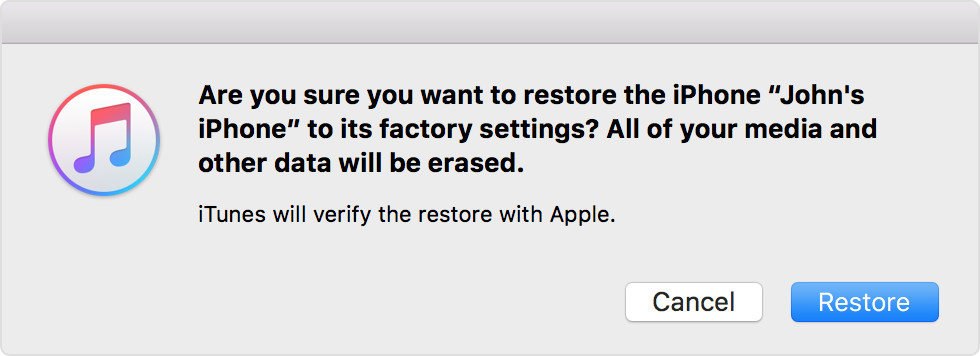 Are you sure you want to restore the iPhone “John's
iPhone” to its factory settings? All of your media and
other data will be erased.
iTunes will verify the restore with Apple.
Cancel
Restore